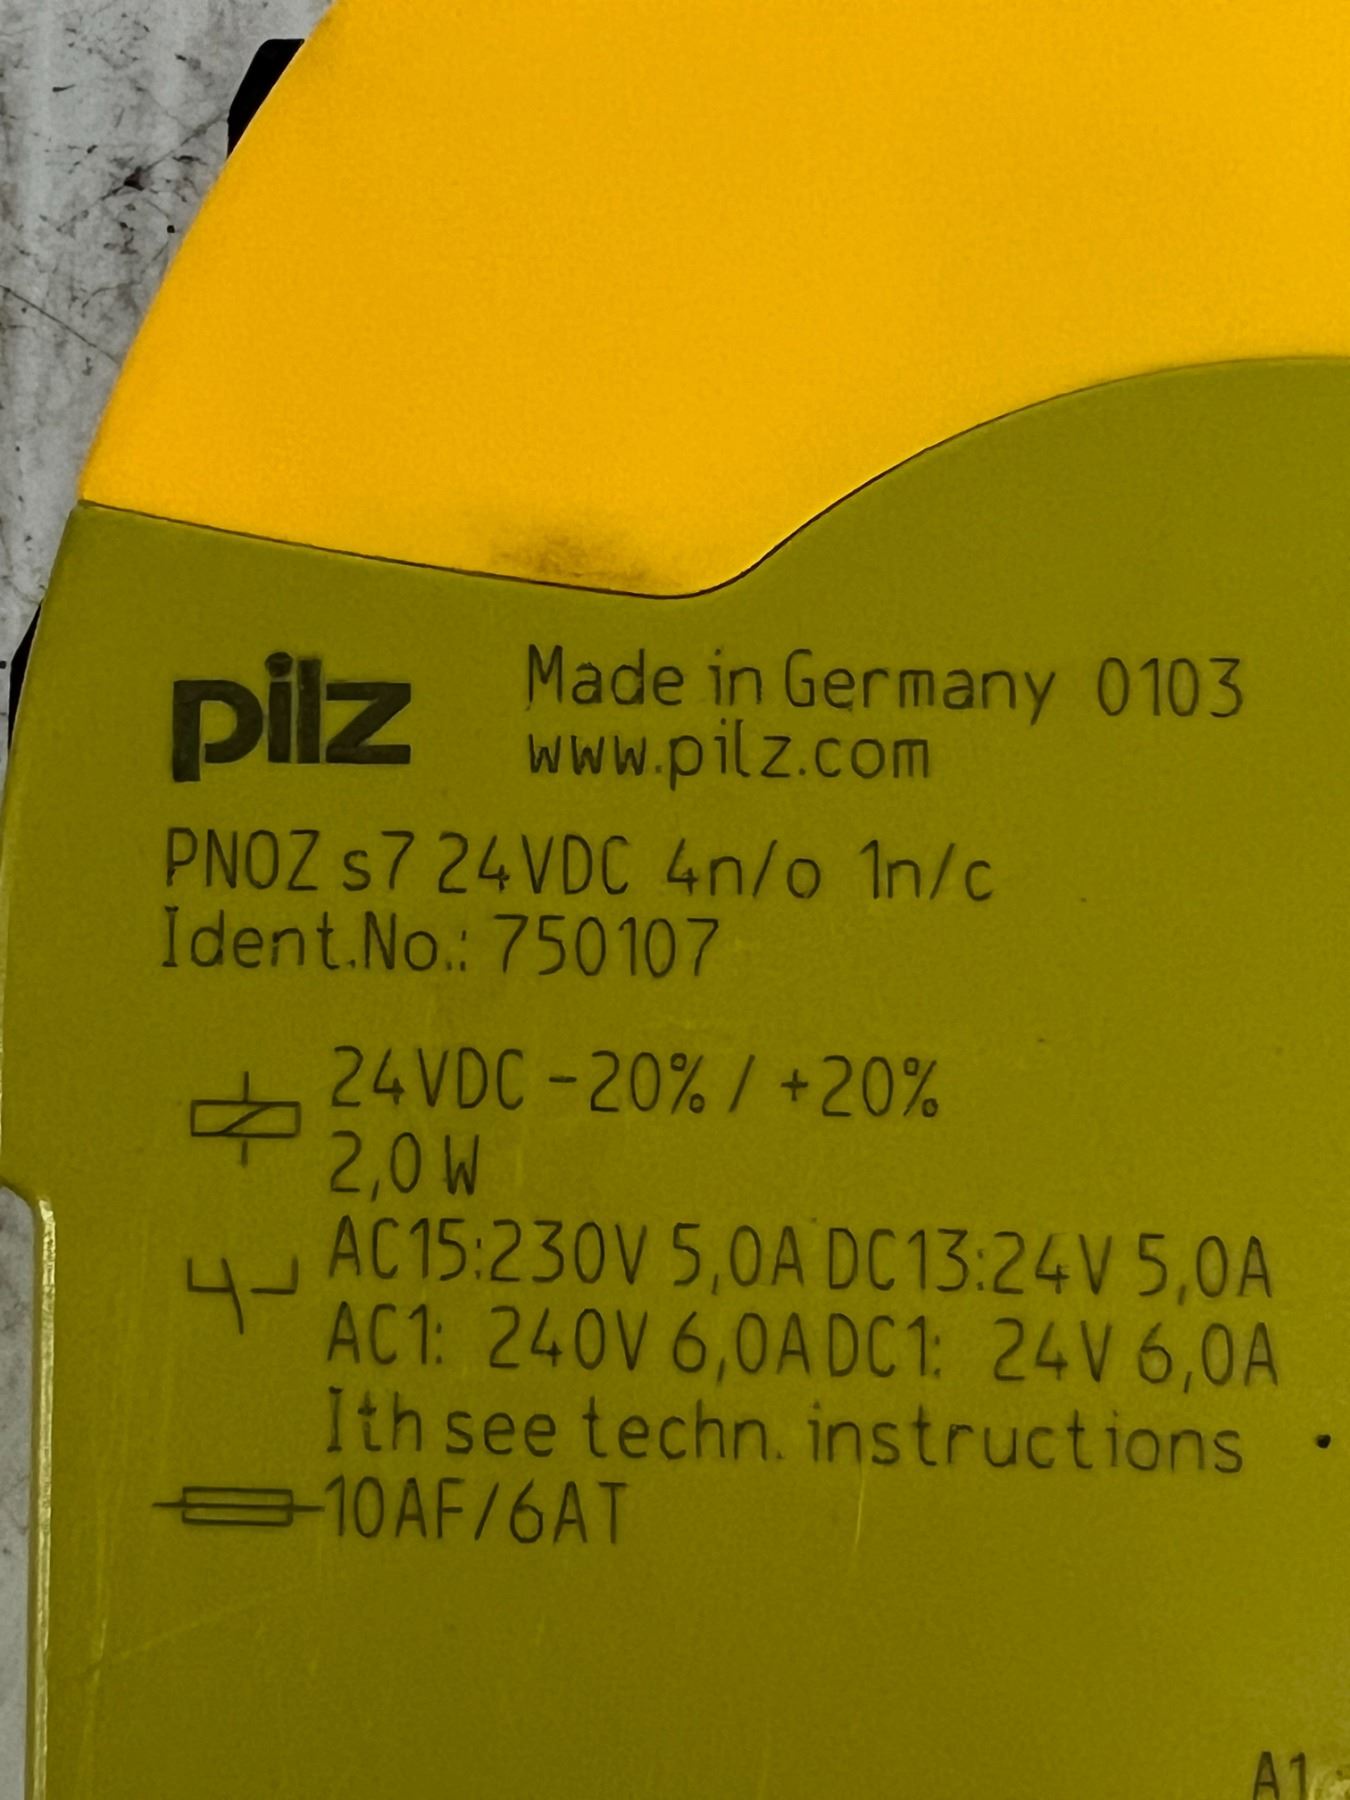 pilz
Made in Germany 0103
www.pilz.com
PNOZ s7 24VDC 4n/o 1n/c
Ident.No.: 750107
24VDC -20% / +20%
2,0W
AC15:230V 5,0A DC13:24V 5,0A
AC1: 240V 6,0A DC1: 24V 6,0A
Ith see techn. instructions
10AF/6AT
A1